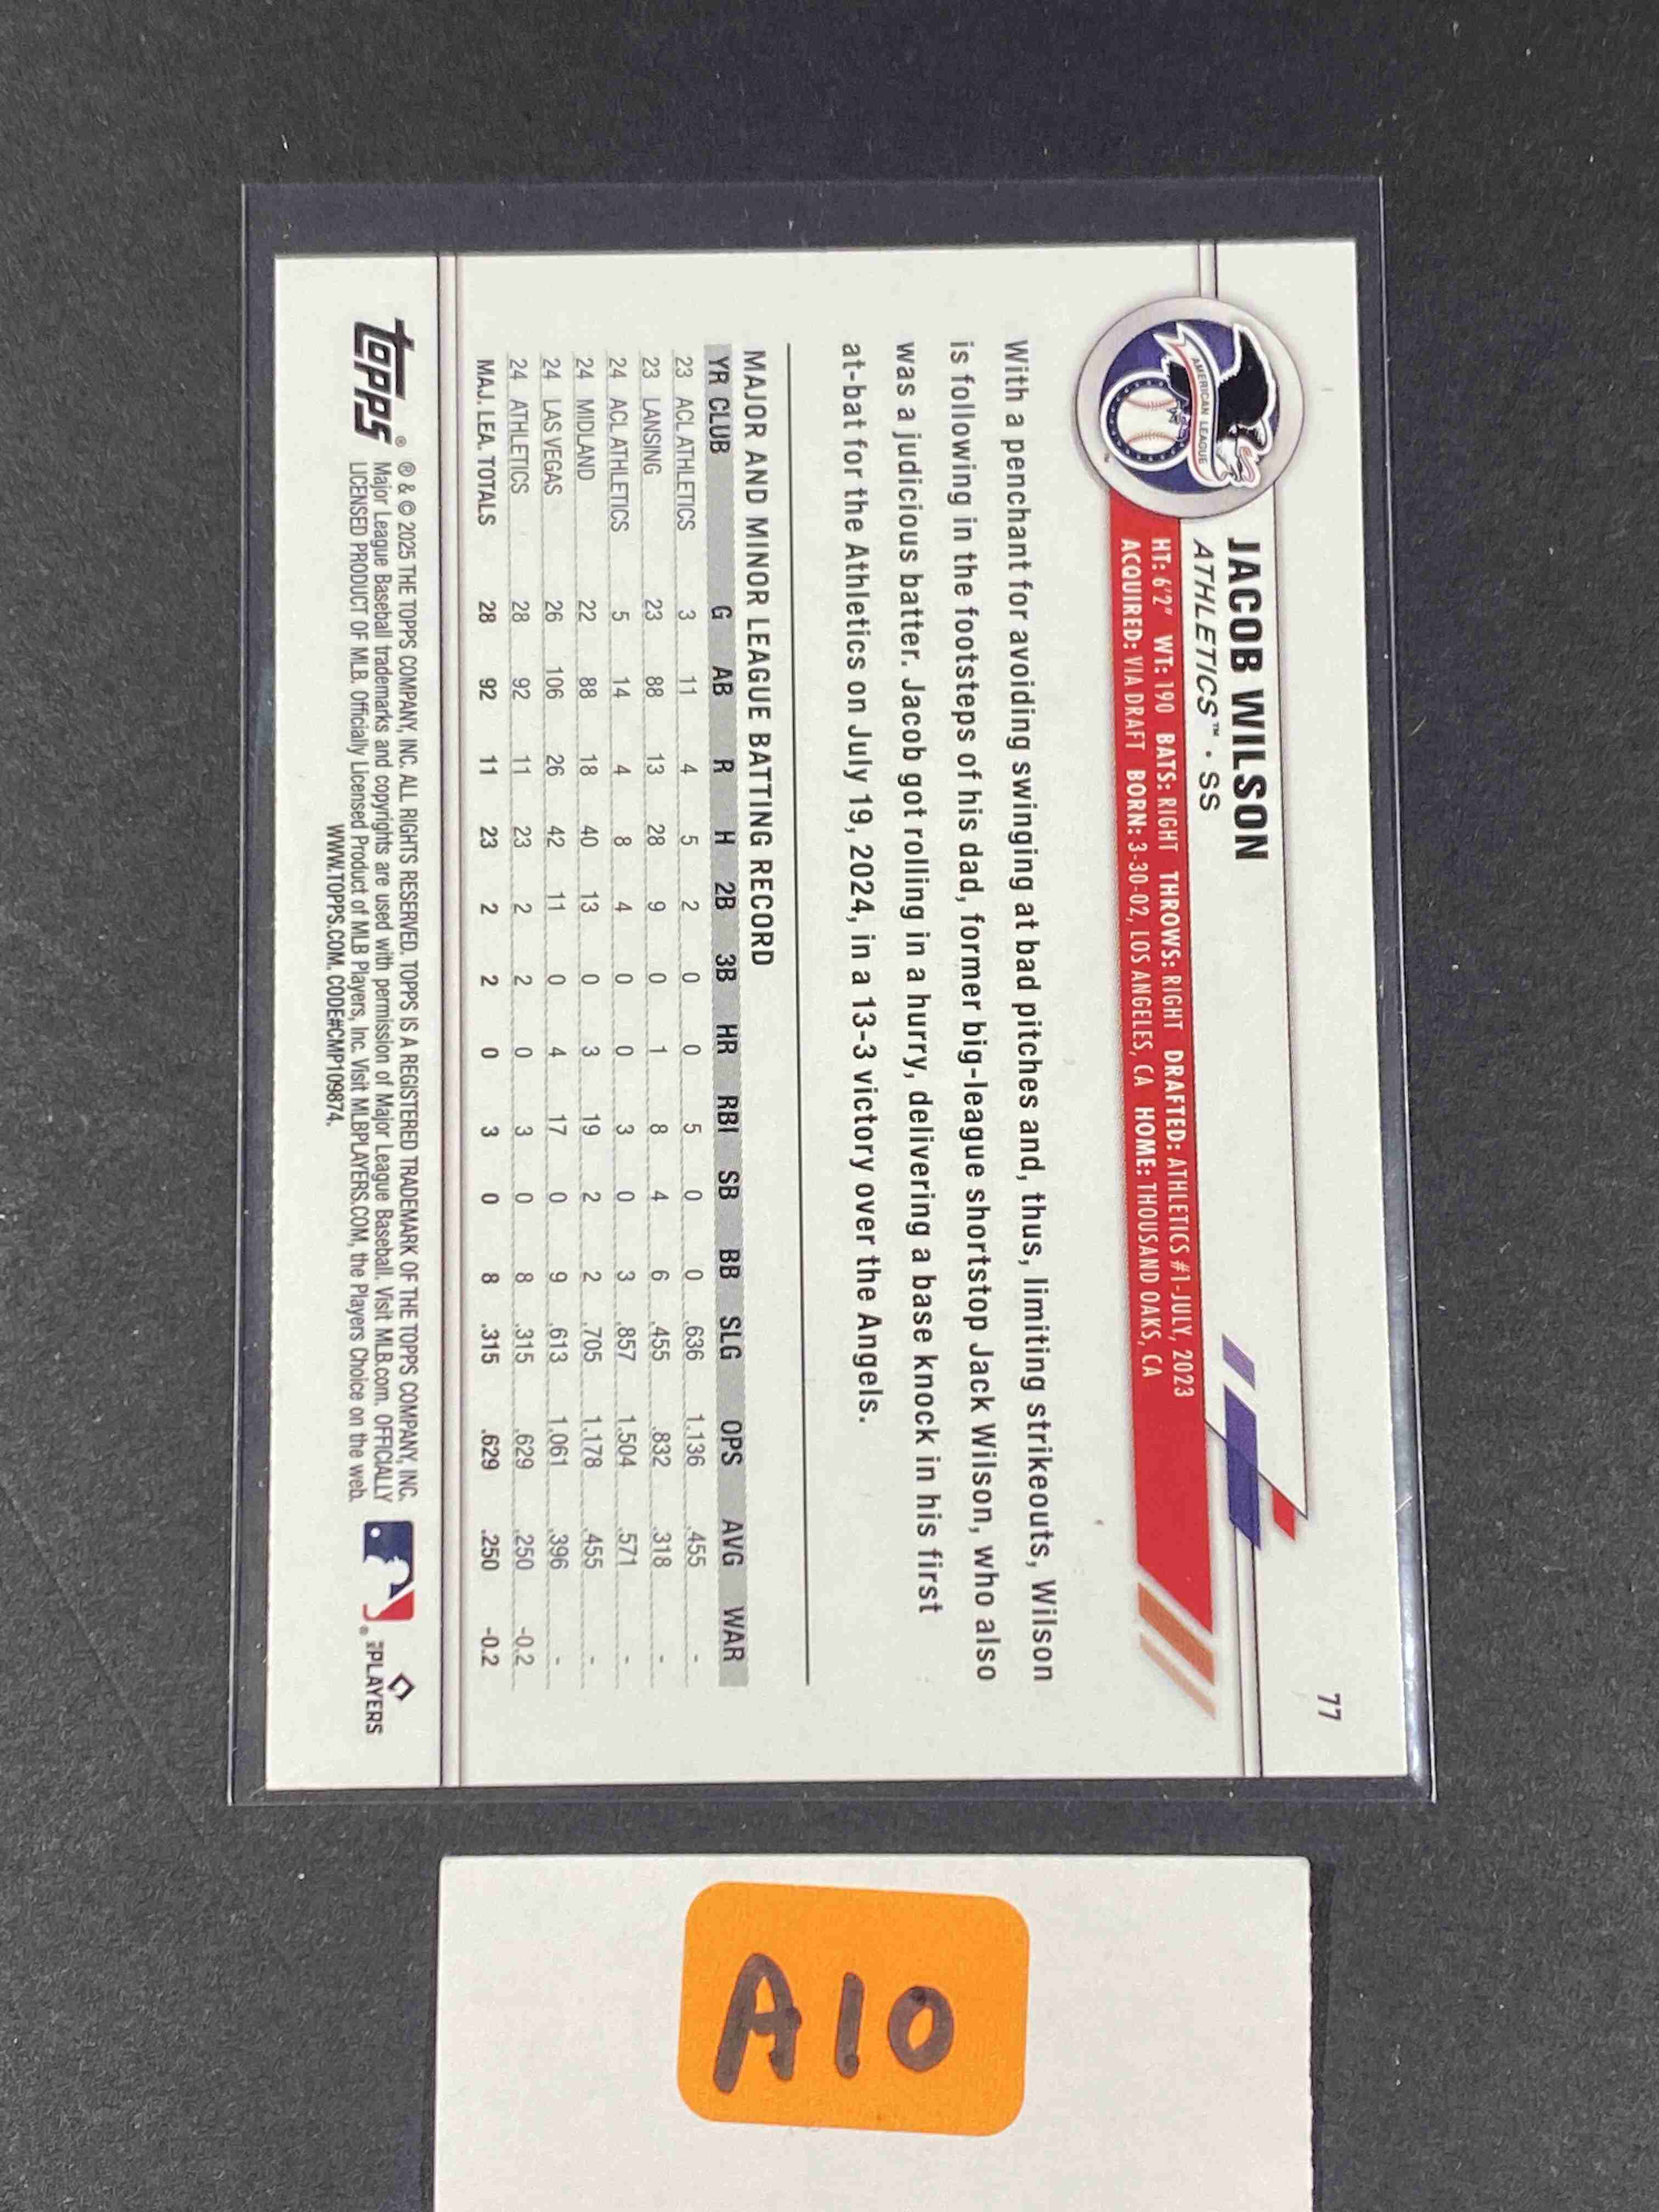 77
AMERICAN LEAGUE
JACOB WILSON
ATHLETICS™ • SS
HT: 6'2" WT: 190 BATS: RIGHT THROWS: RIGHT DRAFTED: ATHLETICS #1-JULY, 2023
ACQUIRED: VIA DRAFT BORN: 3-30-02, LOS ANGELES, CA HOME: THOUSAND OAKS, CA
With a penchant for avoiding swinging at bad pitches and, thus, limiting strikeouts, Wilson
is following in the footsteps of his dad, former big-league shortstop Jack Wilson, who also
was a judicious batter. Jacob got rolling in a hurry, delivering a base knock in his first
at-bat for the Athletics on July 19, 2024, in a 13-3 victory over the Angels.
MAJOR AND MINOR LEAGUE BATTING RECORD
YR CLUB G AB R H 2B 3B HR RBI SB BB SLG OPS AVG WAR
23 ACL ATHLETICS 3 11 4 5 2 0 0 5 0 0 .636 1.136 .455 -
23 LANSING 23 88 13 28 9 0 1 8 4 6 .455 .832 .318 -
24 ACL ATHLETICS 5 14 4 8 4 0 0 3 0 3 .857 1.504 .571 -
24 MIDLAND 22 88 18 40 13 0 3 19 2 2 .705 1.178 .455 -
24 LAS VEGAS 26 106 26 42 11 0 4 17 0 9 .613 1.061 .396 -
24 ATHLETICS 28 92 11 23 2 2 0 3 0 8 .315 .629 .250 -0.2
MAJ. LEA. TOTALS 28 92 11 23 2 2 0 3 0 8 .315 .629 .250 -0.2
topps®
® & © 2025 THE TOPPS COMPANY, INC. ALL RIGHTS RESERVED. TOPPS IS A REGISTERED TRADEMARK OF THE TOPPS COMPANY, INC.
Major League Baseball trademarks and copyrights are used with permission of Major League Baseball. Visit MLB.com. OFFICIALLY
LICENSED PRODUCT OF MLB. Officially Licensed Product of MLB Players, Inc. Visit MLBPLAYERS.COM, the Players Choice on the web.
WWW.TOPPS.COM. CODE#CMP109874.
MLB PLAYERS
A10